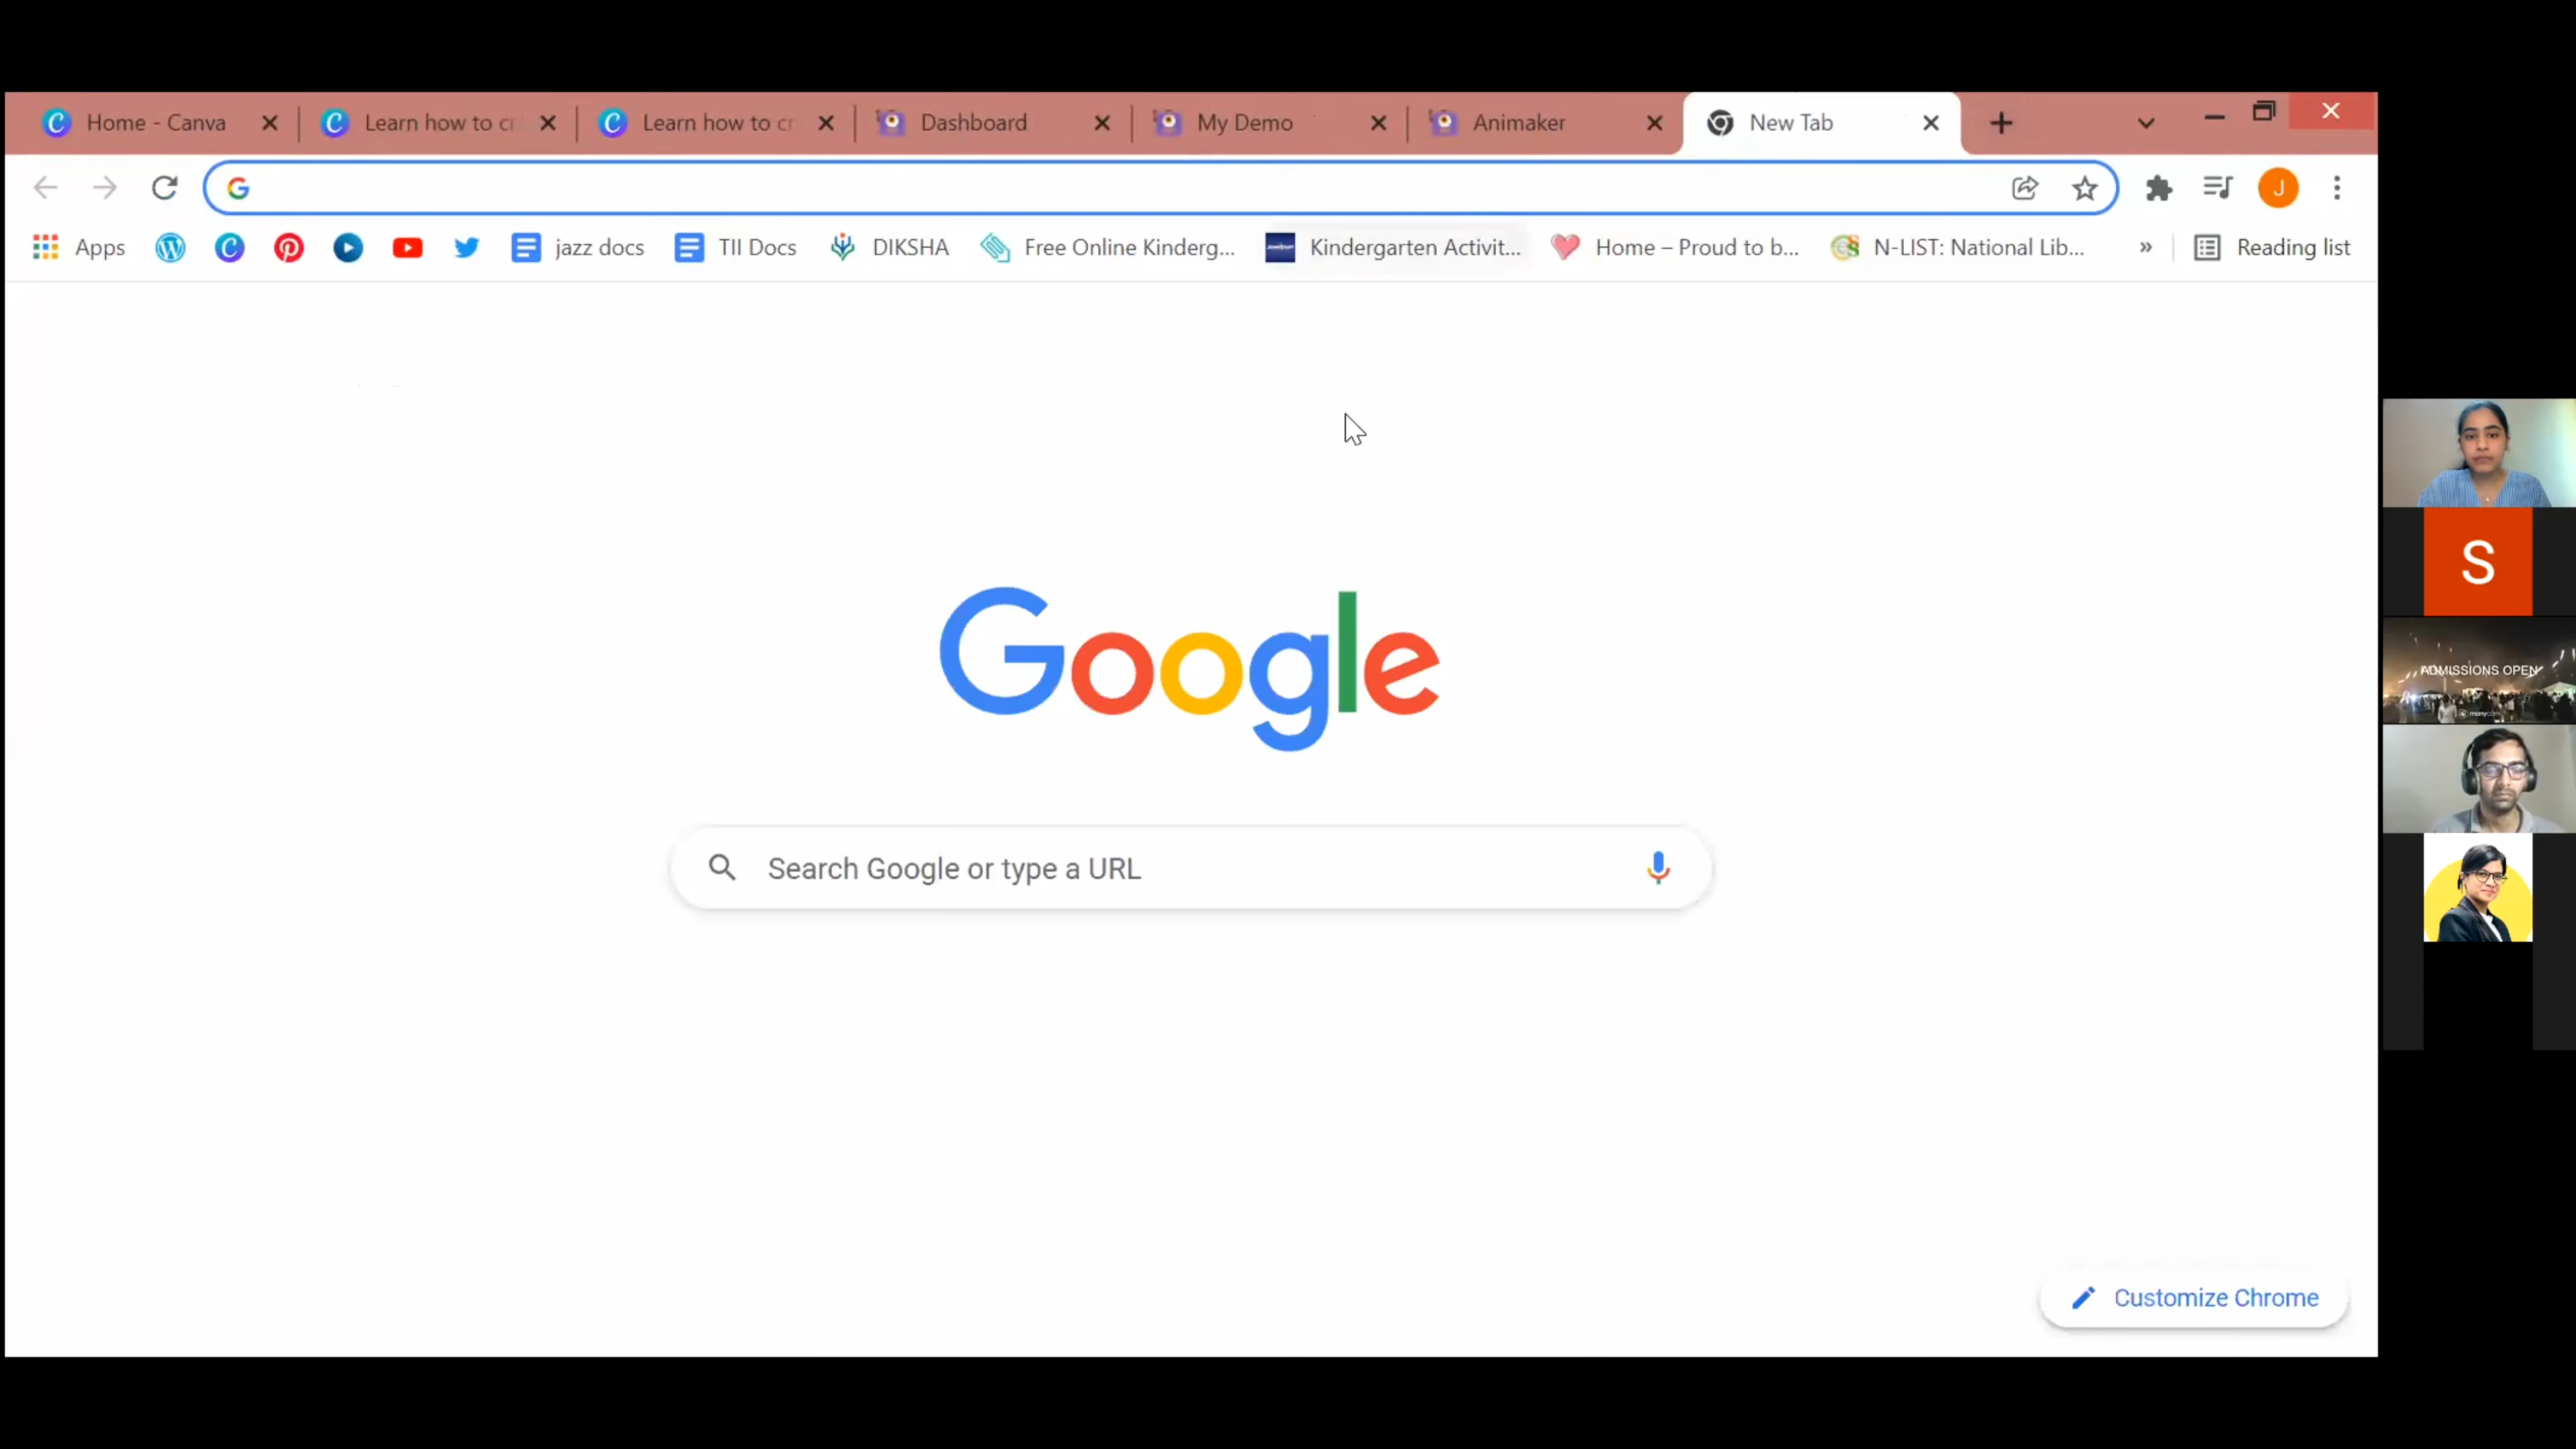 Home - Canva
Learn how to cr
Learn how to cr
Dashboard
My Demo
Animaker
New Tab
Apps
jazz docs
TII Docs
DIKSHA
Free Online Kinderg...
Kindergarten Activit...
Home – Proud to b...
N-LIST: National Lib...
Reading list
J
Google
Search Google or type a URL
Customize Chrome
S
ADMISSIONS OPEN